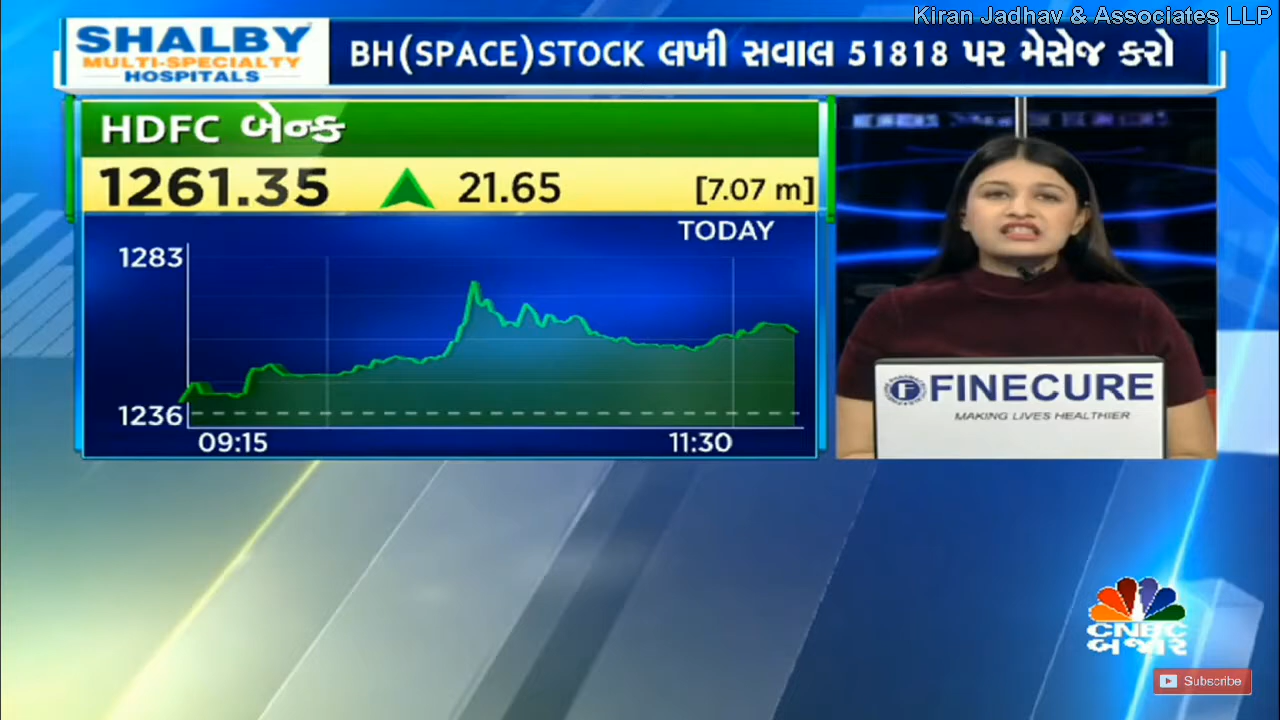 Kiran Jadhav & Associates LLP
SHALBY
MULTI-SPECIALTY
HOSPITALS
BH(SPACE)STOCK લખી સવાલ 51818 પર મેસેજ કરો
HDFC બેન્ક
1261.35 ▲ 21.65 [7.07 m]
TODAY
1283
1236
09:15 11:30
FINECURE
MAKING LIVES HEALTHIER
CNBC
બજાર
Subscribe